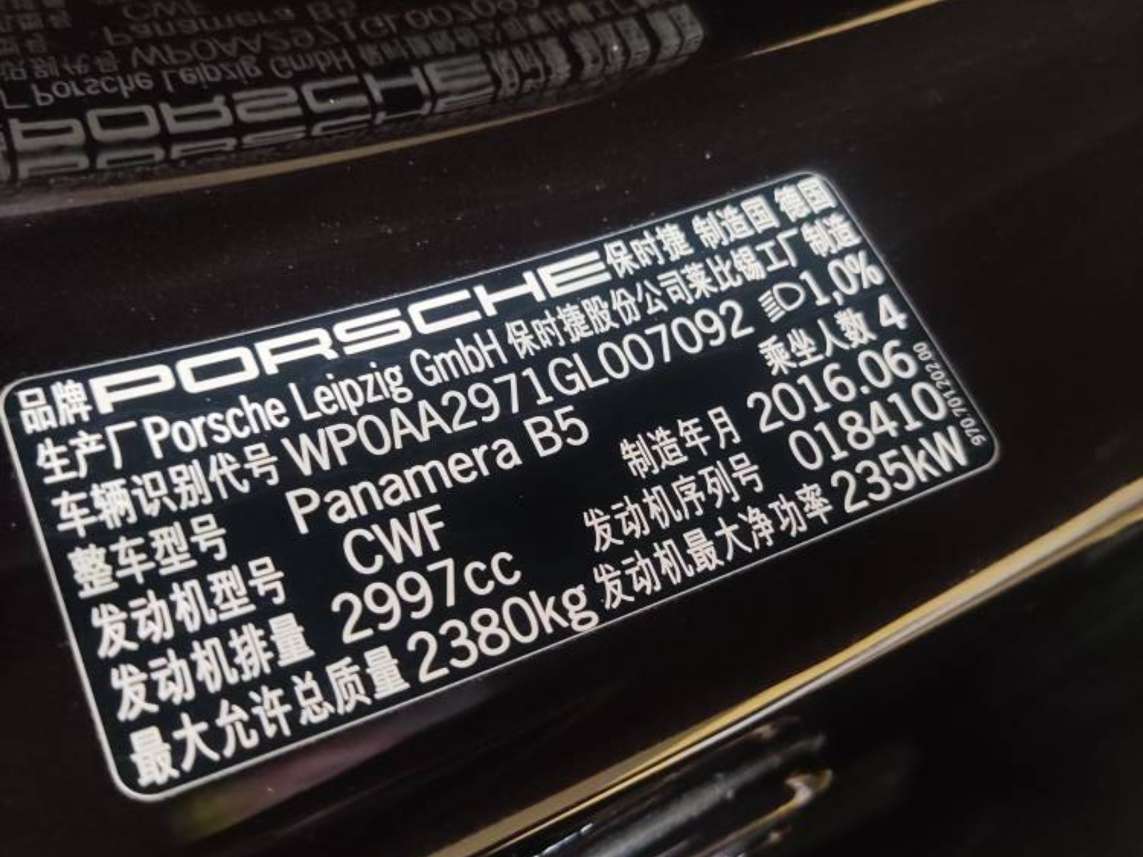 品牌 PORSCHE 保时捷 制造国 德国
生产厂 Porsche Leipzig GmbH 保时捷股份公司莱比锡工厂制造
车辆识别代号 WP0AA2971GL007092 1,0%
整车型号 Panamera B5 乘坐人数 4
发动机型号 CWF 制造年月 2016.06
发动机排量 2997cc 发动机序列号 018410
最大允许总质量 2380kg 发动机最大净功率 235kW
970.701.202.00